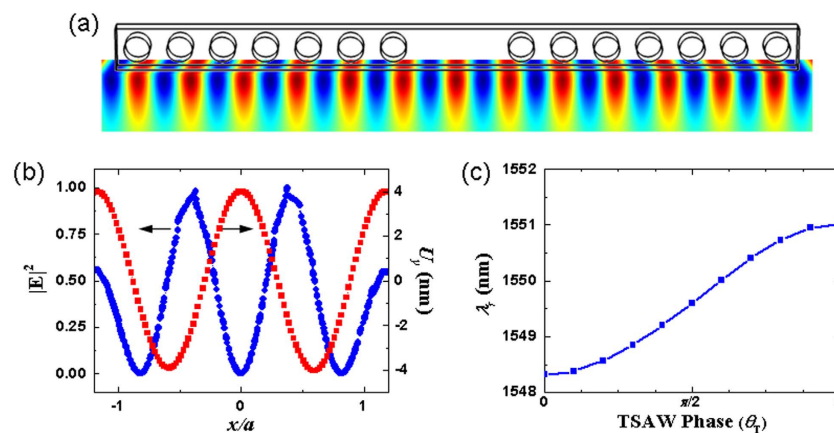 (a)
(b)
1.00
0.75
0.50
0.25
0.00
|E|²
4
2
0
-2
-4
U_y (nm)
-1
0
1
x/a
(c)
1552
1551
1550
1549
1548
λ_r (nm)
0
π/2
TSAW Phase (θ_T)